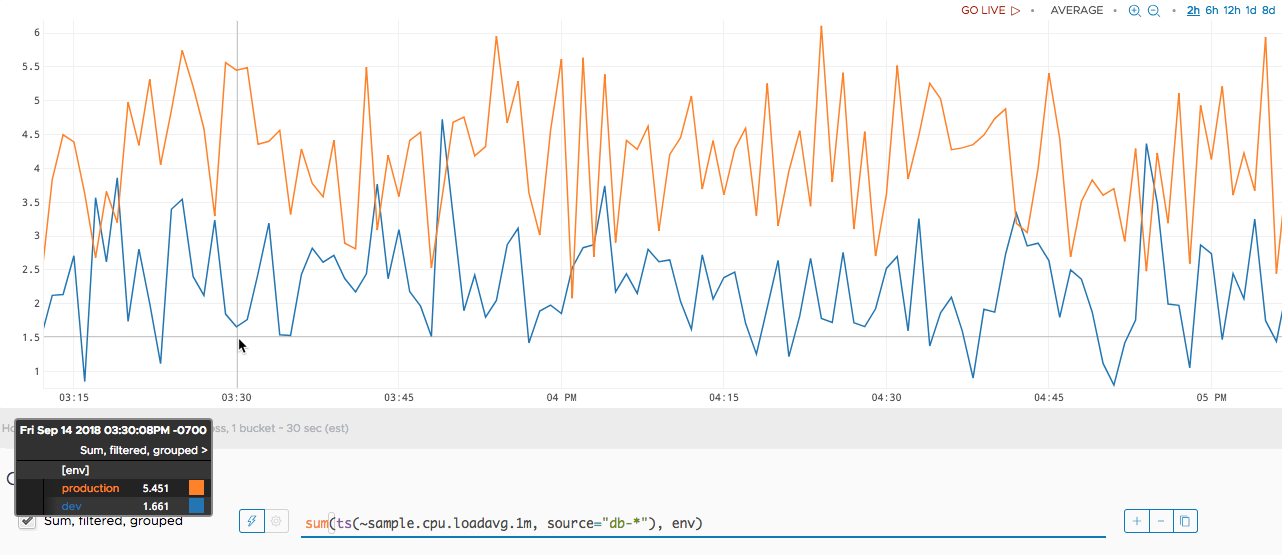 GO LIVE ▷ • AVERAGE • • 2h 6h 12h 1d 8d
6
5.5
5
4.5
4
3.5
3
2.5
2
1.5
1
03:15 03:30 03:45 04 PM 04:15 04:30 04:45 05 PM
1 bucket ~ 30 sec (est)
Fri Sep 14 2018 03:30:08PM -0700
Sum, filtered, grouped >
[env]
production 5.451
dev 1.661
Sum, filtered, grouped
sum(ts(~sample.cpu.loadavg.1m, source="db-*"), env)